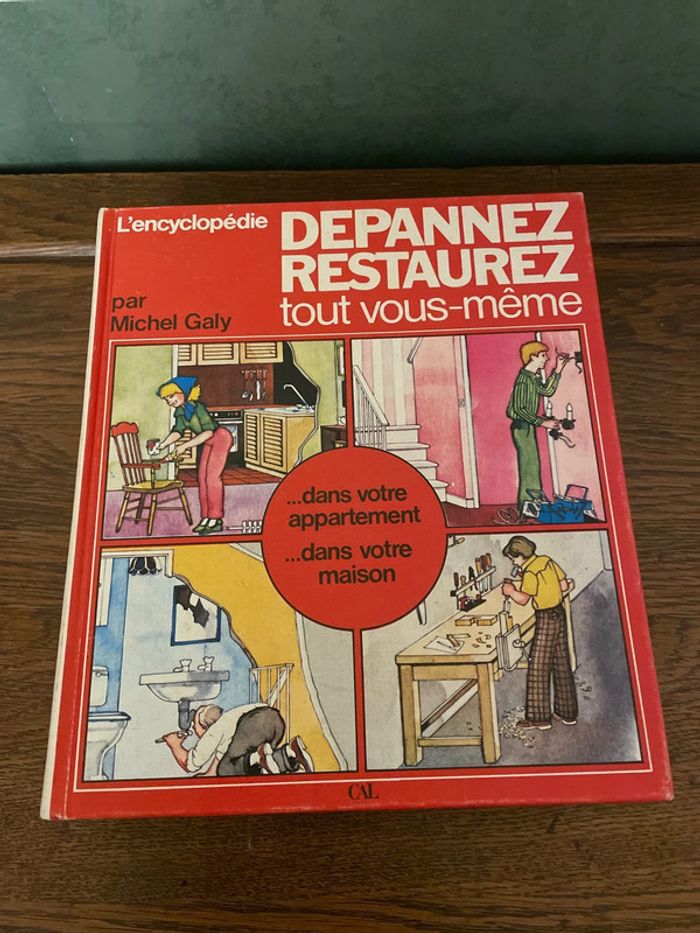 L'encyclopédie
DEPANNEZ
RESTAUREZ
tout vous-même
par
Michel Galy
...dans votre
appartement
...dans votre
maison
CAL